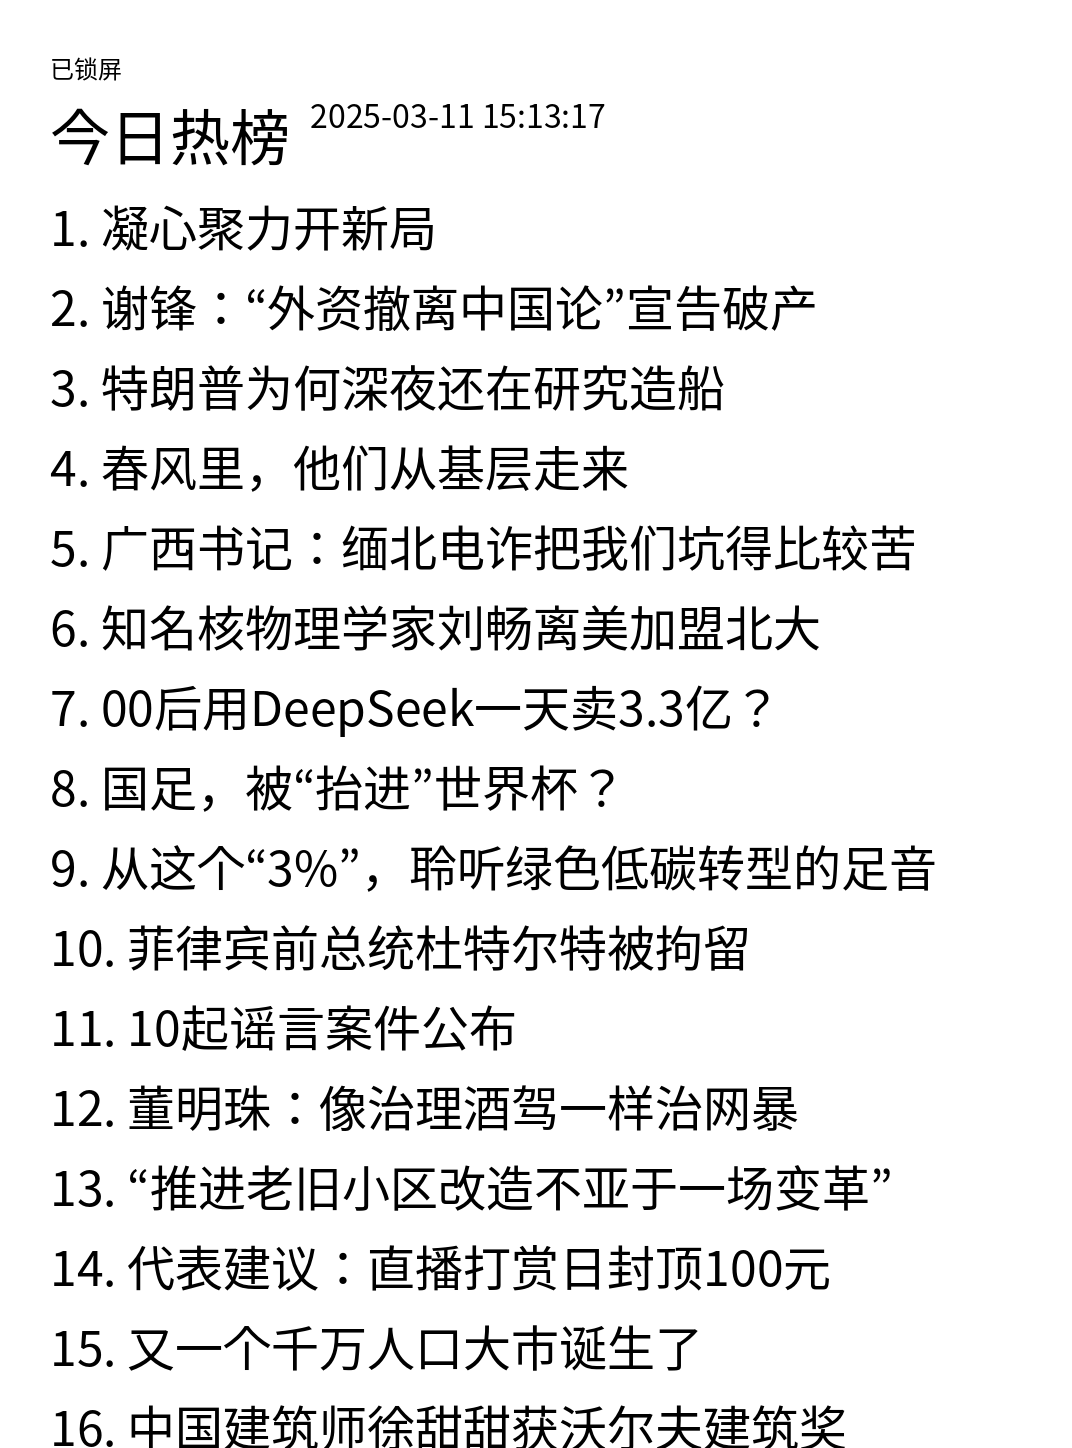 已锁屏
今日热榜 2025-03-11 15:13:17
1. 凝心聚力开新局
2. 谢锋：“外资撤离中国论”宣告破产
3. 特朗普为何深夜还在研究造船
4. 春风里，他们从基层走来
5. 广西书记：缅北电诈把我们坑得比较苦
6. 知名核物理学家刘畅离美加盟北大
7. 00后用DeepSeek一天卖3.3亿？
8. 国足，被“抬进”世界杯？
9. 从这个“3%”，聆听绿色低碳转型的足音
10. 菲律宾前总统杜特尔特被拘留
11. 10起谣言案件公布
12. 董明珠：像治理酒驾一样治网暴
13. “推进老旧小区改造不亚于一场变革”
14. 代表建议：直播打赏日封顶100元
15. 又一个千万人口大市诞生了
16. 中国建筑师徐甜甜获沃尔夫建筑奖